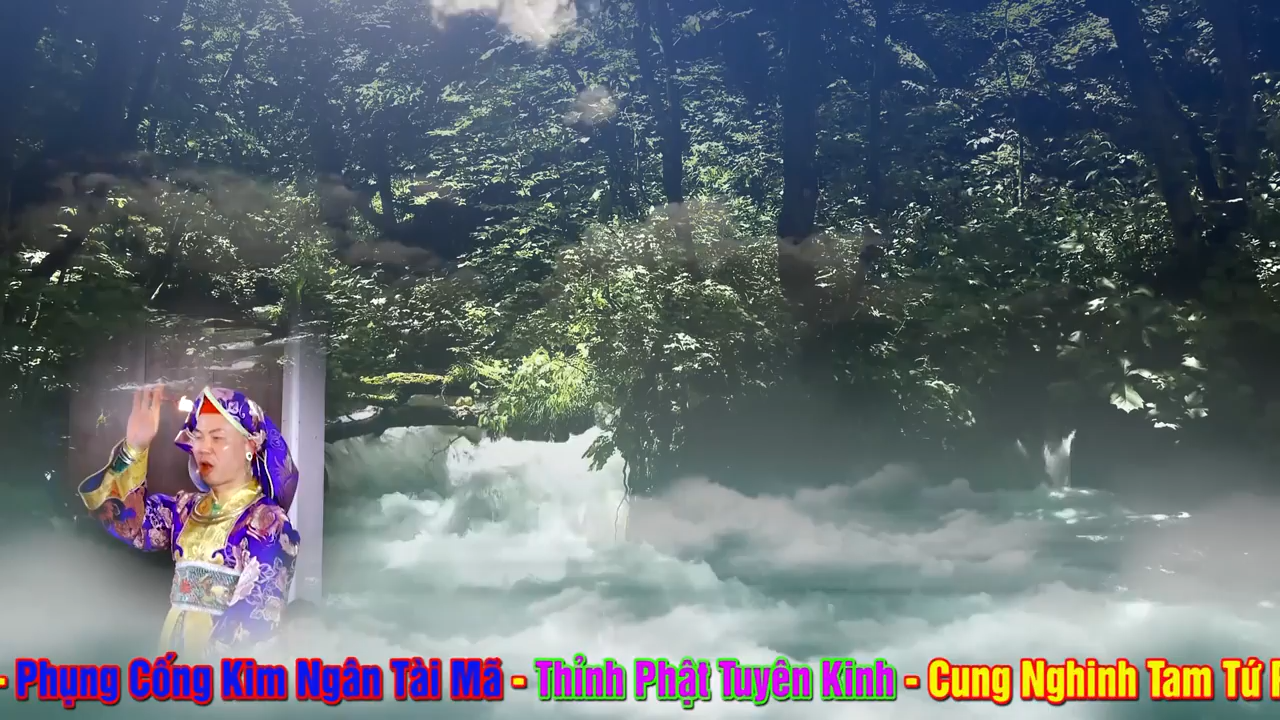 - Phụng Cống Kim Ngân Tài Mã - Thỉnh Phật Tuyên Kinh - Cung Nghinh Tam Tứ